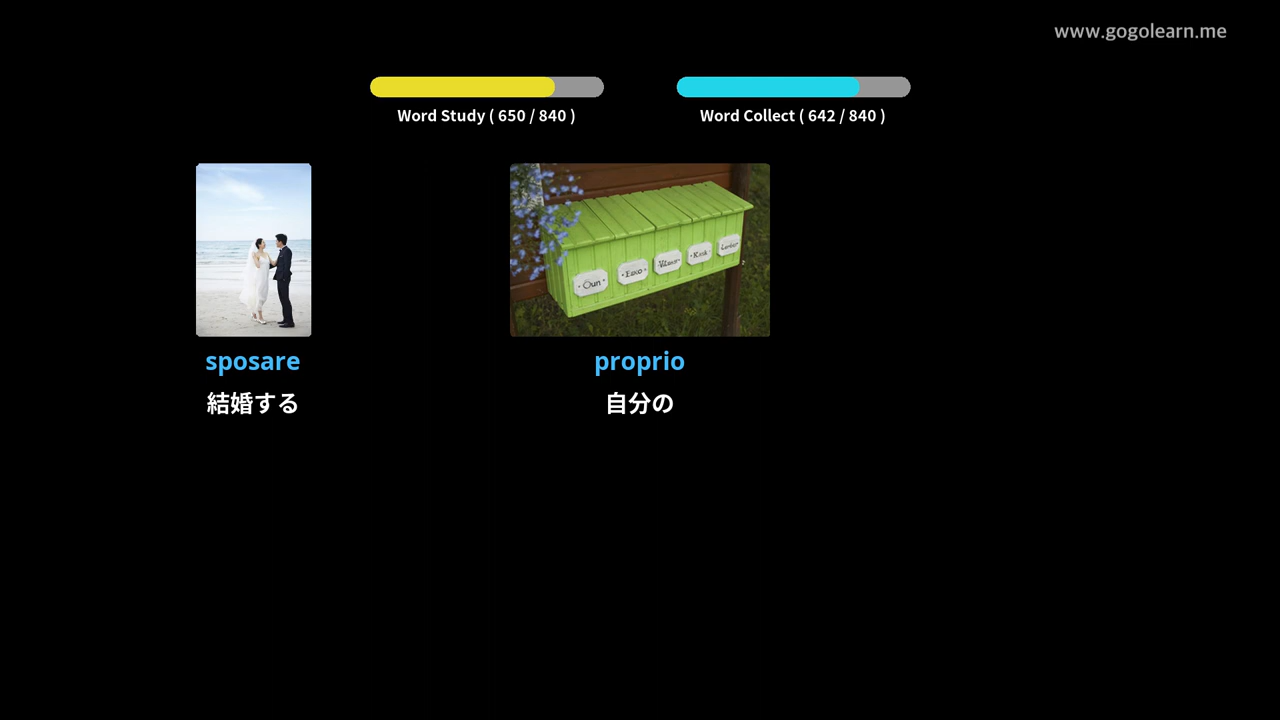 www.gogolearn.me
Word Study ( 650 / 840 )
Word Collect ( 642 / 840 )
sposare
結婚する
proprio
自分の